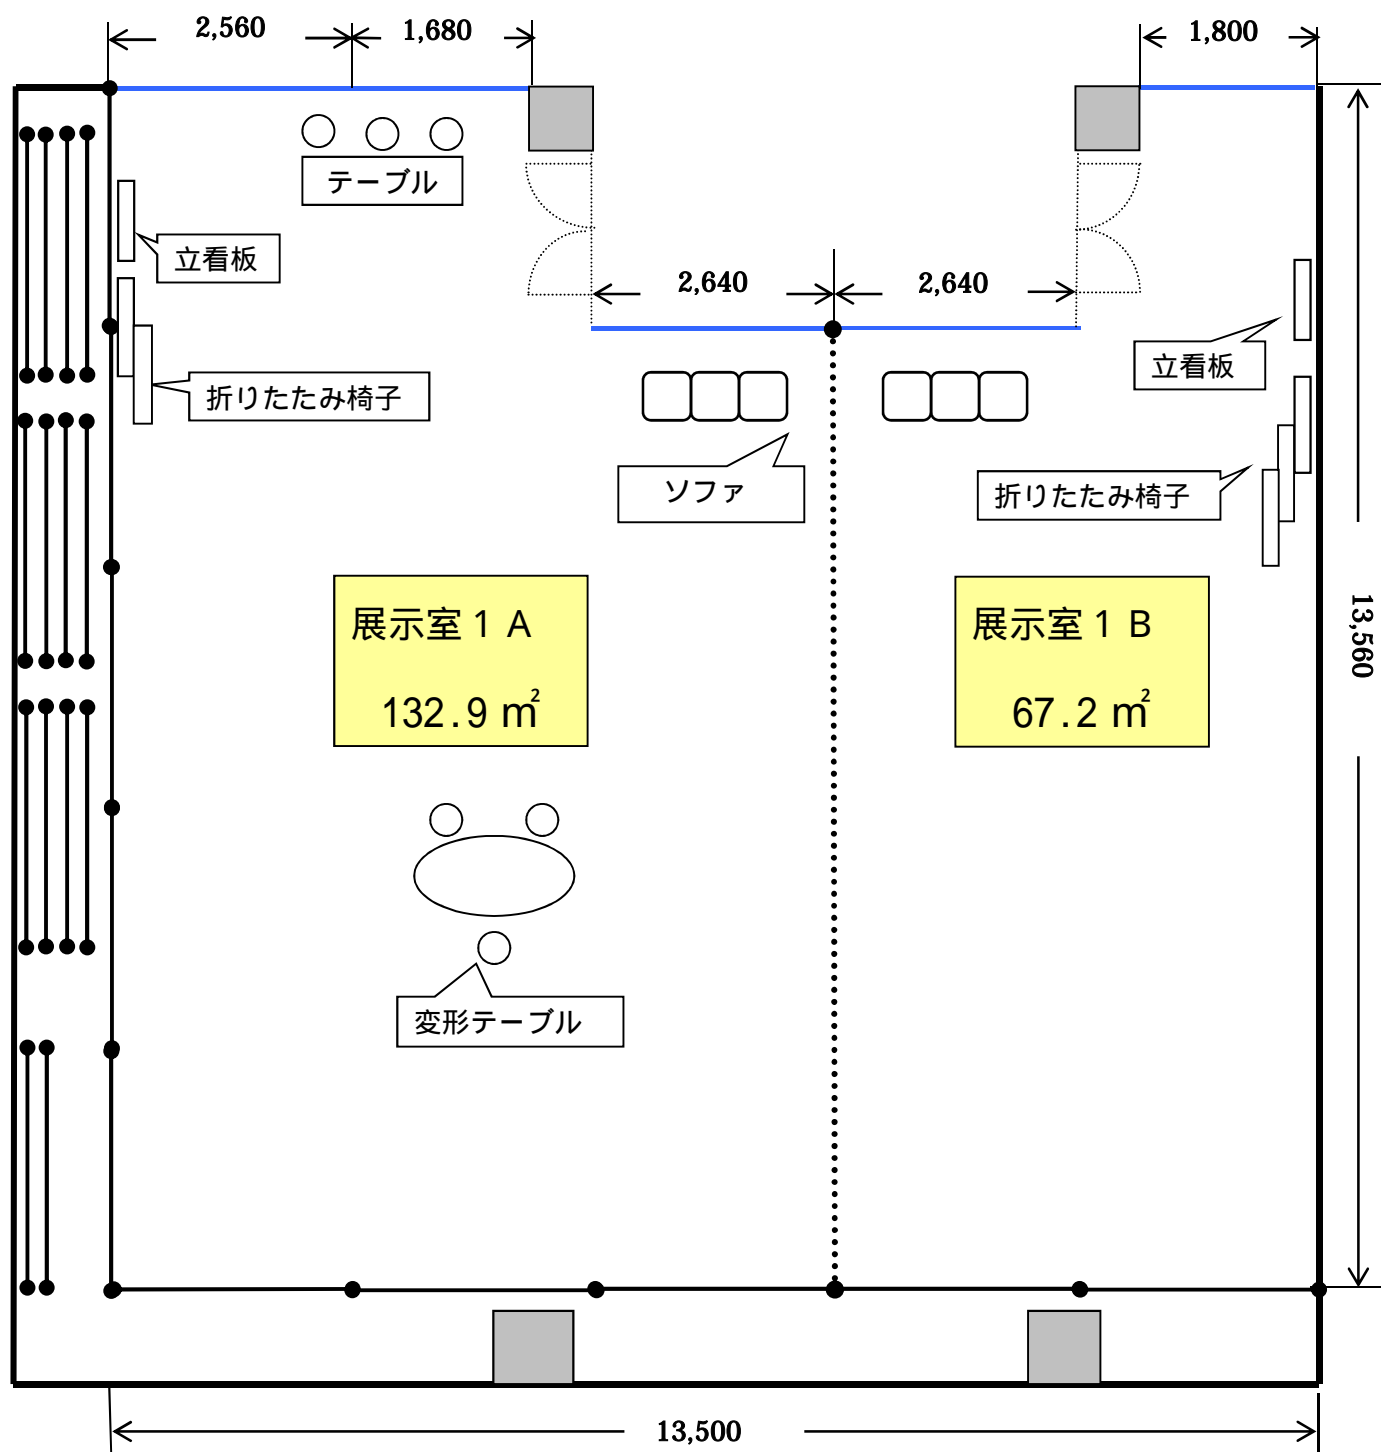 2,560
1,680
1,800
テーブル
立看板
2,640
2,640
立看板
折りたたみ椅子
ソファ
折りたたみ椅子
展示室1A
132.9㎡
展示室1B
67.2㎡
13,560
変形テーブル
13,500